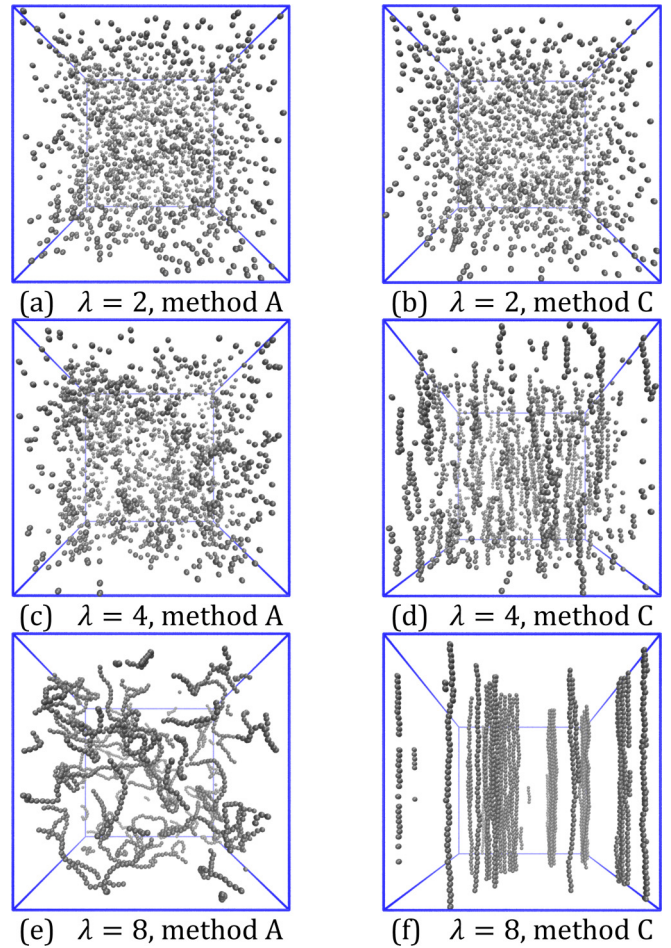 (a) λ = 2, method A
(b) λ = 2, method C
(c) λ = 4, method A
(d) λ = 4, method C
(e) λ = 8, method A
(f) λ = 8, method C